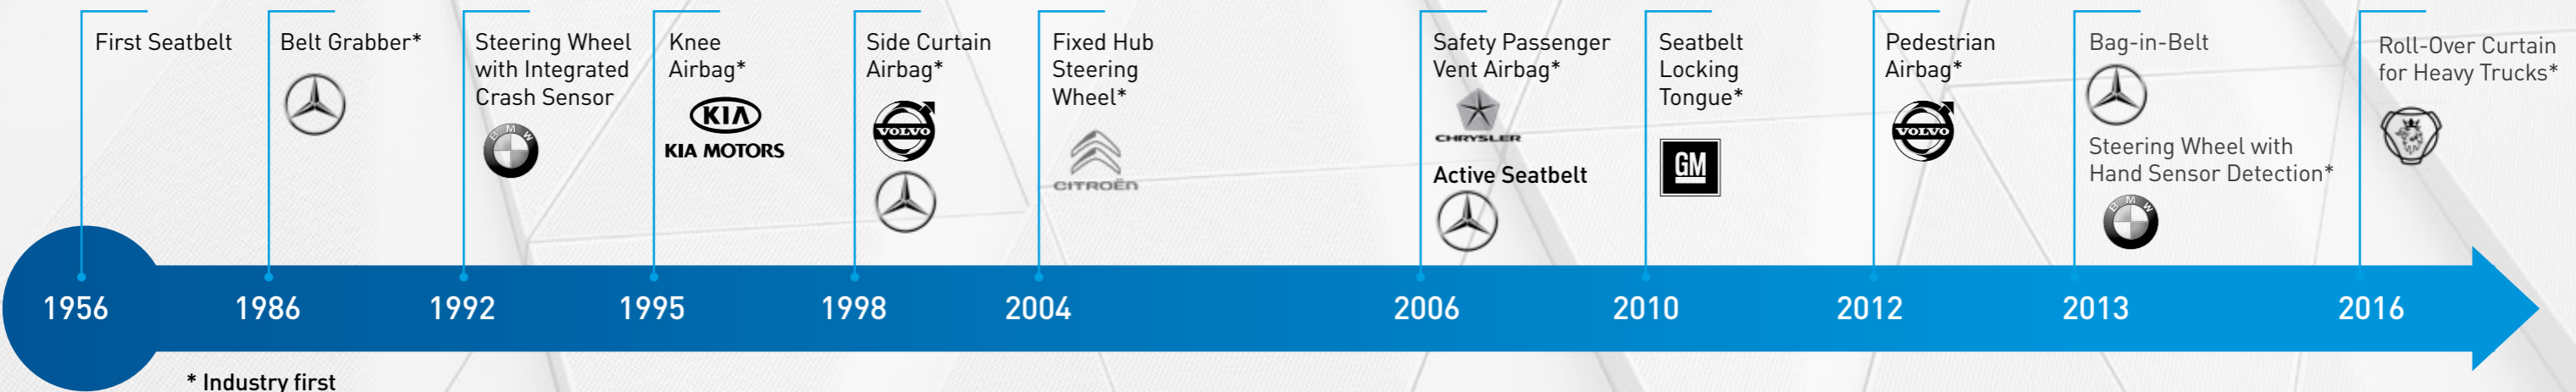 First Seatbelt
Belt Grabber*
Steering Wheel
with Integrated
Crash Sensor
BMW
Knee
Airbag*
KIA
KIA MOTORS
Side Curtain
Airbag*
VOLVO
Fixed Hub
Steering
Wheel*
CITROËN
Safety Passenger
Vent Airbag*
CHRYSLER
Active Seatbelt
Seatbelt
Locking
Tongue*
GM
Pedestrian
Airbag*
VOLVO
Bag-in-Belt
Steering Wheel with
Hand Sensor Detection*
BMW
Roll-Over Curtain
for Heavy Trucks*
1956
1986
1992
1995
1998
2004
2006
2010
2012
2013
2016
* Industry first